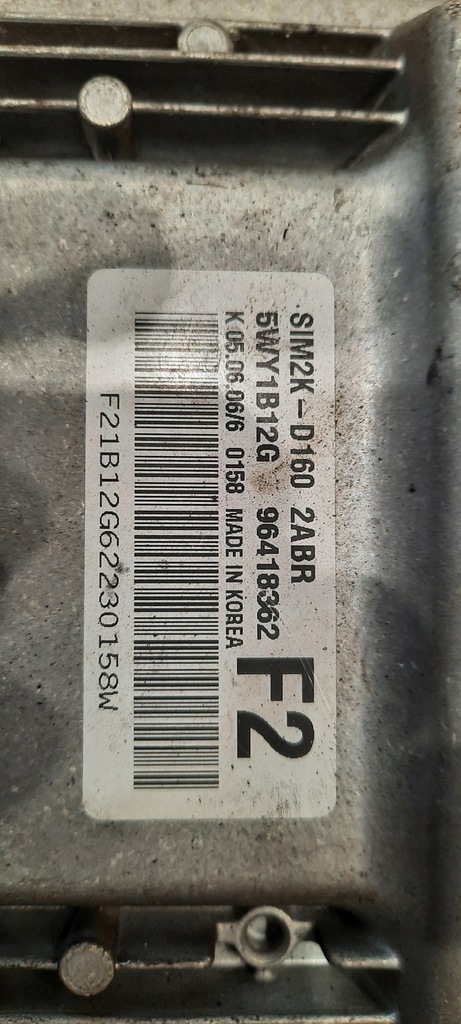 SIM2K-D160 2ABR
5WY1B12G 96418362
K 05.06.06/6 0158 MADE IN KOREA
F2
F21B12G62230158W